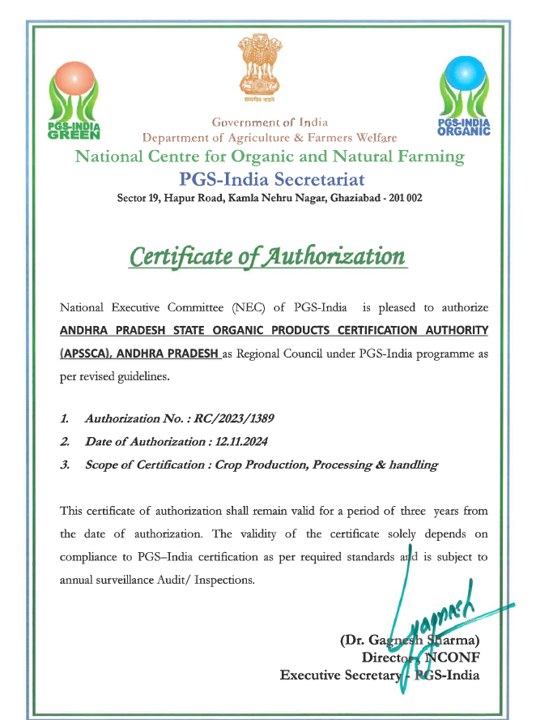 PGS-INDIA
GREEN
सत्यमेव जयते
PGS-INDIA
ORGANIC
Government of India
Department of Agriculture & Farmers Welfare
National Centre for Organic and Natural Farming
PGS-India Secretariat
Sector 19, Hapur Road, Kamla Nehru Nagar, Ghaziabad - 201 002
Certificate of Authorization
National Executive Committee (NEC) of PGS-India is pleased to authorize
ANDHRA PRADESH STATE ORGANIC PRODUCTS CERTIFICATION AUTHORITY
(APSSCA), ANDHRA PRADESH as Regional Council under PGS-India programme as
per revised guidelines.
1. Authorization No. : RC/2023/1389
2. Date of Authorization : 12.11.2024
3. Scope of Certification : Crop Production, Processing & handling
This certificate of authorization shall remain valid for a period of three years from
the date of authorization. The validity of the certificate solely depends on
compliance to PGS–India certification as per required standards and is subject to
annual surveillance Audit/ Inspections.
Gagnesh
(Dr. Gagnesh Sharma)
Director, NCONF
Executive Secretary - PGS-India